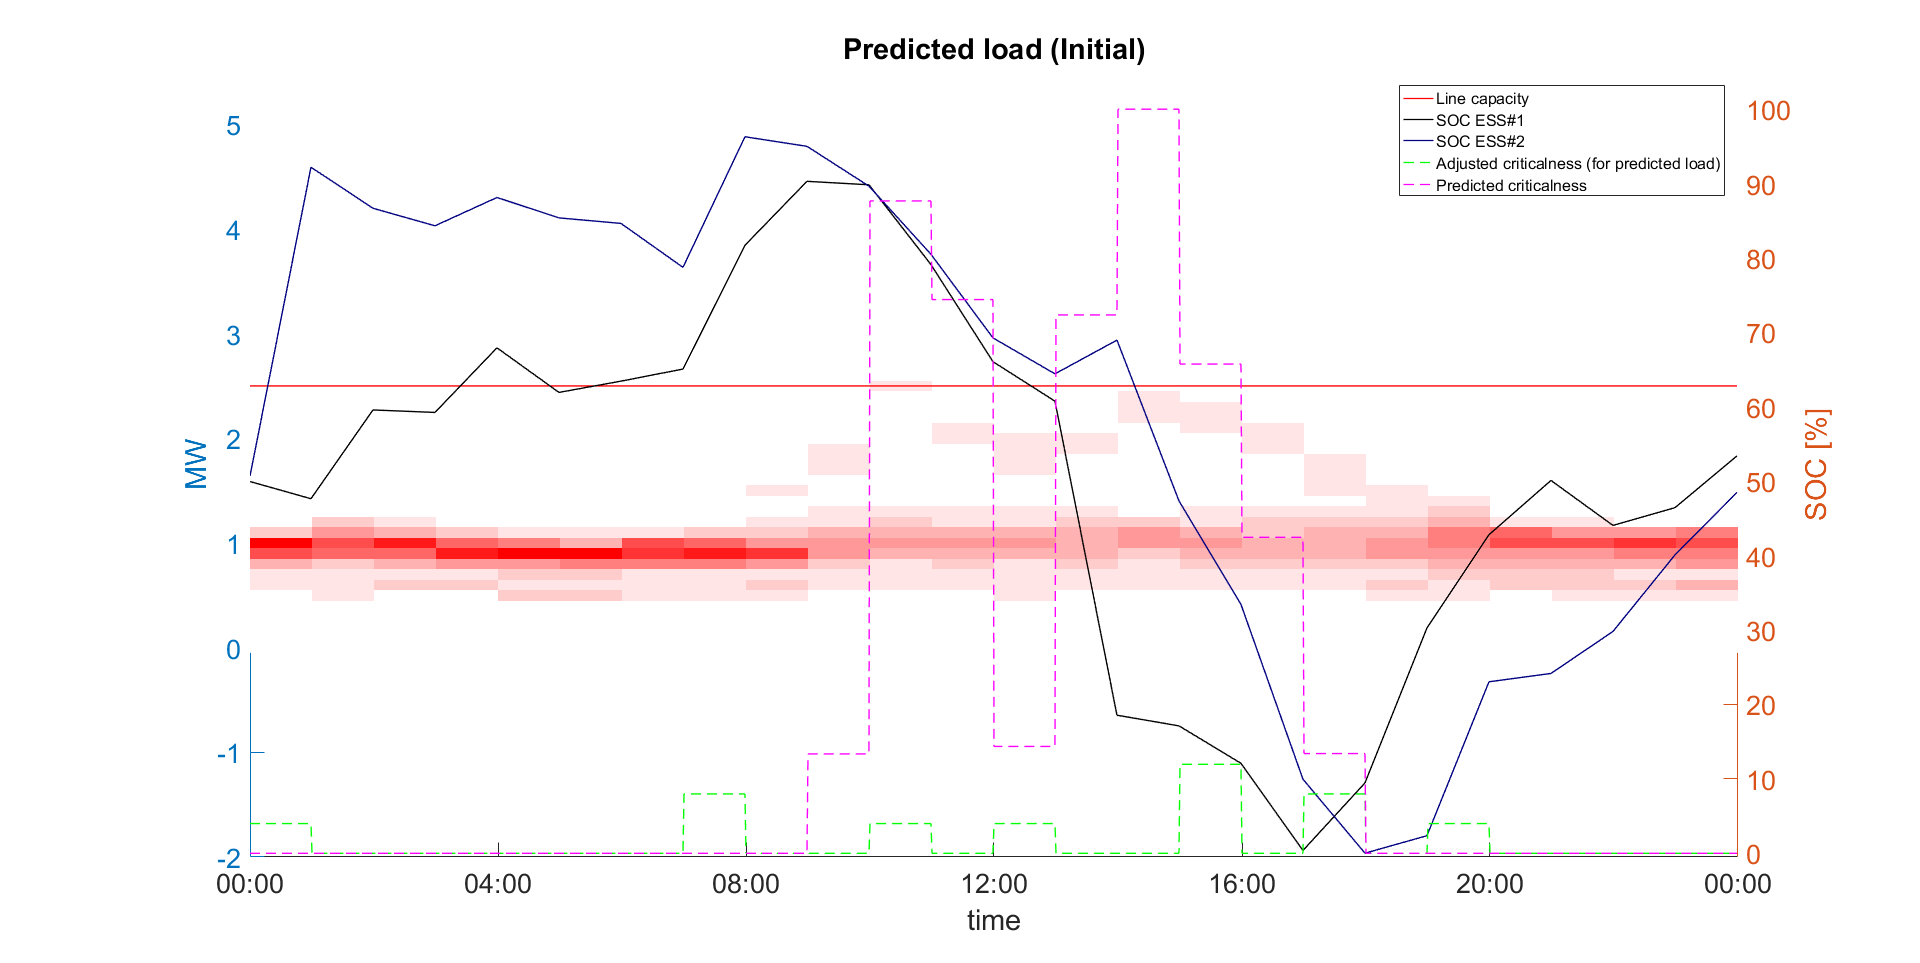 Predicted load (Initial)
Line capacity
SOC ESS#1
SOC ESS#2
Adjusted criticalness (for predicted load)
Predicted criticalness
5
4
3
2
1
0
-1
-2
MW
100
90
80
70
60
50
40
30
20
10
0
SOC [%]
00:00 04:00 08:00 12:00 16:00 20:00 00:00
time